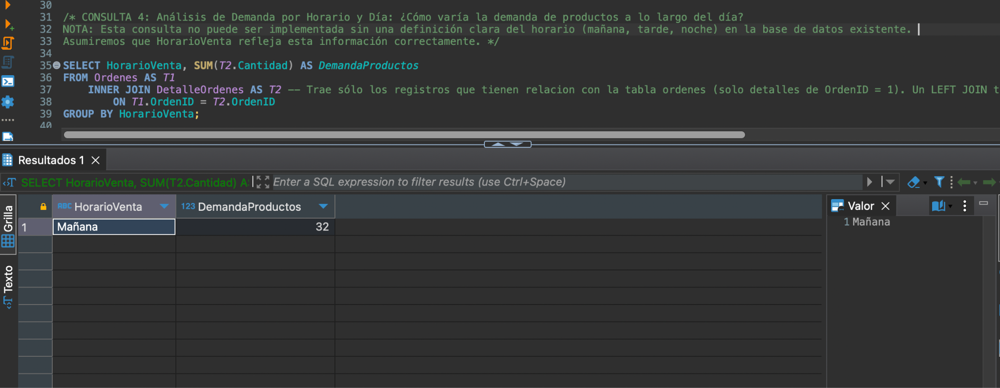 30
31 /* CONSULTA 4: Análisis de Demanda por Horario y Día: ¿Cómo varía la demanda de productos a lo largo del día?
32 NOTA: Esta consulta no puede ser implementada sin una definición clara del horario (mañana, tarde, noche) en la base de datos existente.
33 Asumiremos que HorarioVenta refleja esta información correctamente. */
34
35 SELECT HorarioVenta, SUM(T2.Cantidad) AS DemandaProductos
36 FROM Ordenes AS T1
37 INNER JOIN DetalleOrdenes AS T2 -- Trae sólo los registros que tienen relacion con la tabla ordenes (solo detalles de OrdenID = 1). Un LEFT JOIN t
38 ON T1.OrdenID = T2.OrdenID
39 GROUP BY HorarioVenta;
40
Resultados 1
SELECT HorarioVenta, SUM(T2.Cantidad) A
Enter a SQL expression to filter results (use Ctrl+Space)
Grilla
Texto
ABC HorarioVenta
123 DemandaProductos
1 Mañana 32
Valor
1 Mañana